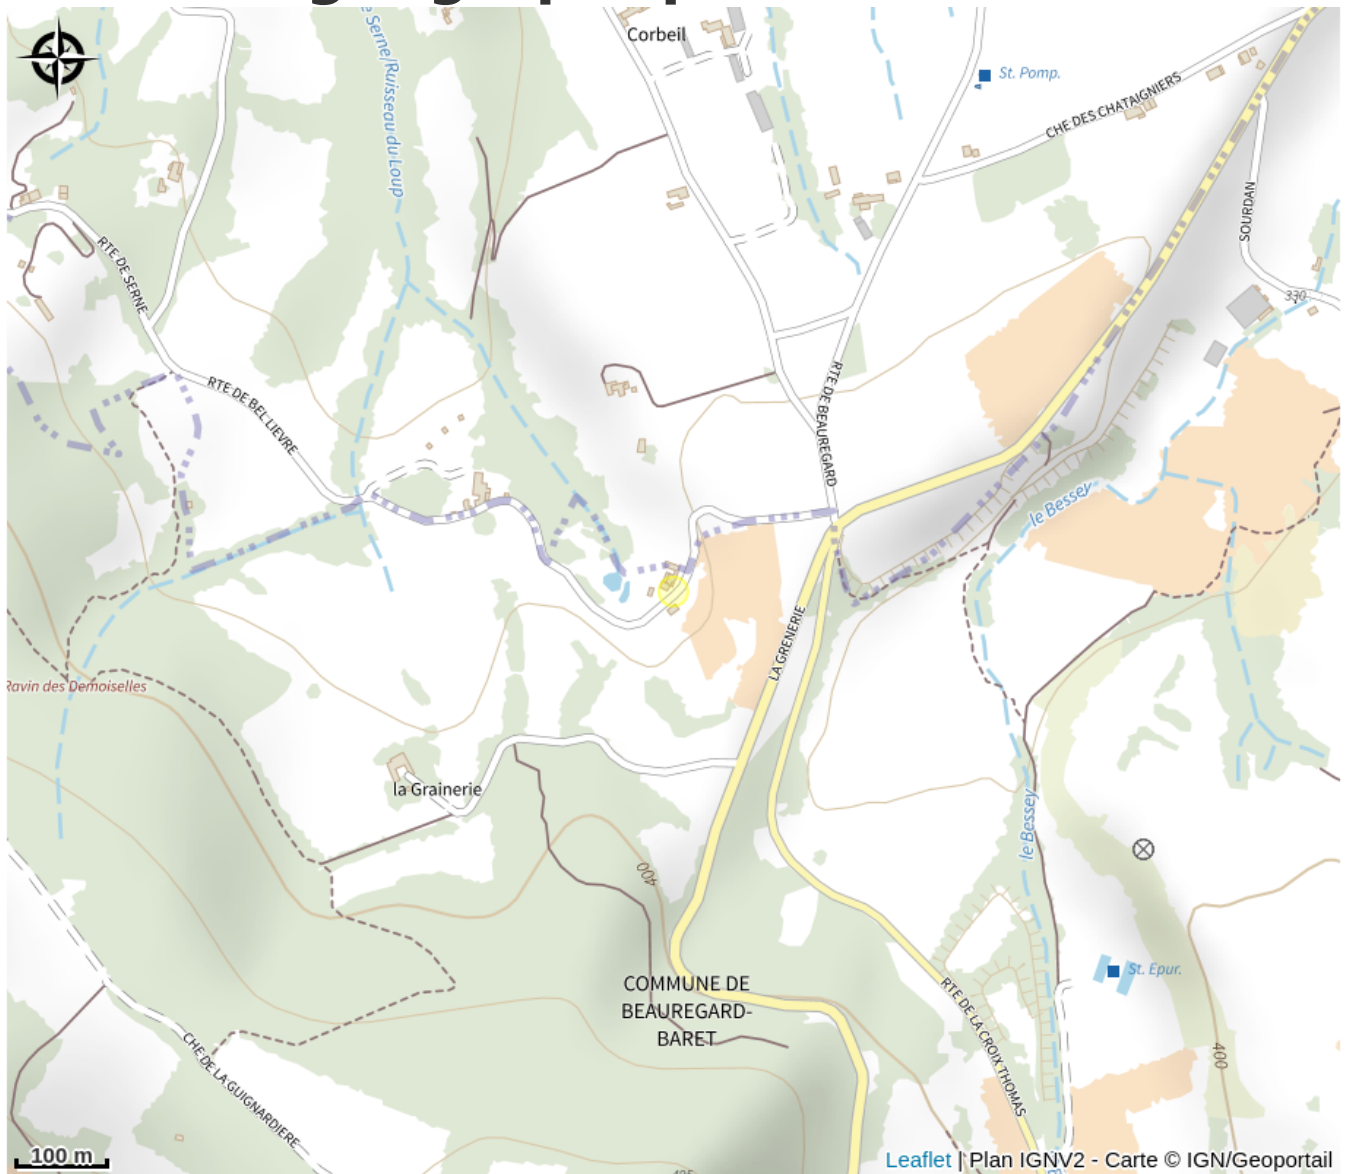 Corbeil
St. Pomp.
CHE DES CHATAIGNIERS
e Serne/Ruisseau du Loup
SOURDAN
RTE DE SERNE
330
RTE DE BEL LIEVRE
RTE DE BEAUREGARD
le Bessey
LA GRENERIE
Ravin des Demoiselles
la Grainerie
le Bessey
400
St. Epur.
COMMUNE DE
BEAUREGARD-
BARET
RTE DE LA CROIX THOMAS
CHE DE LA GUIGNARDIERE
400
100 m
Leaflet | Plan IGNV2 - Carte © IGN/Geoportail